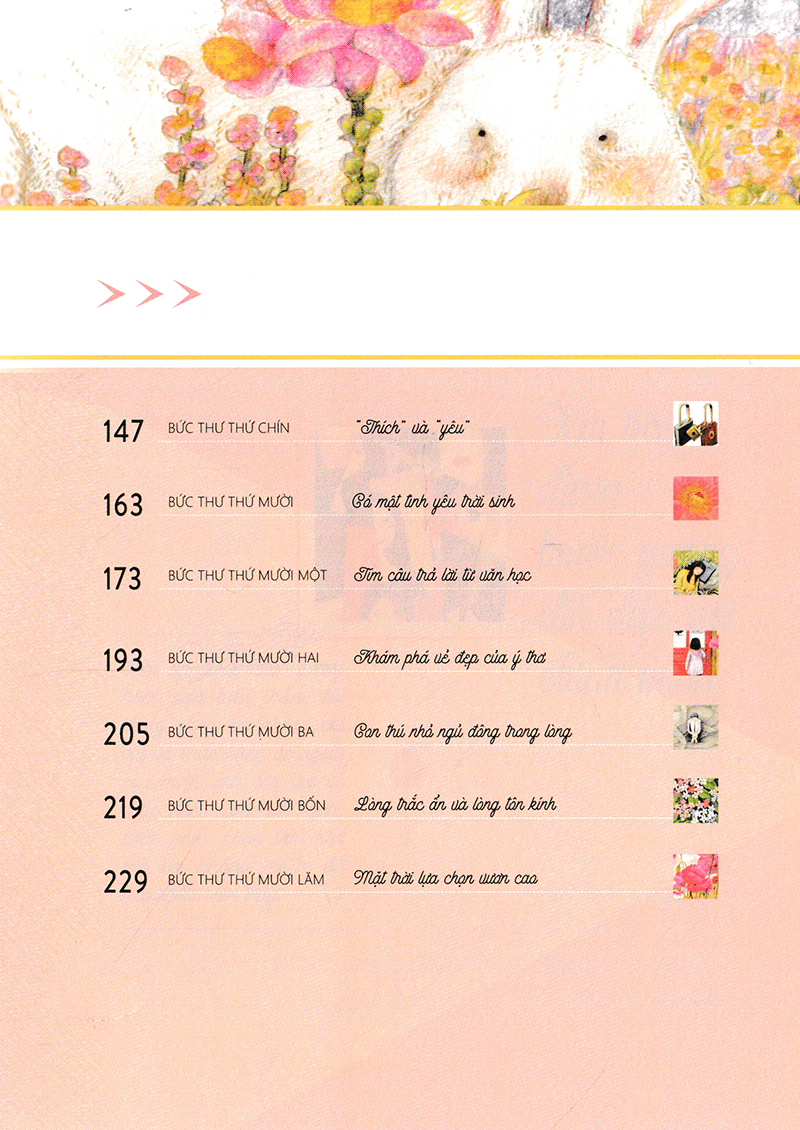 147 BỨC THƯ THỨ CHÍN "Thích" và "yêu"
163 BỨC THƯ THỨ MƯỜI Có một tình yêu trời sinh
173 BỨC THƯ THỨ MƯỜI MỘT Tìm câu trả lời từ văn học
193 BỨC THƯ THỨ MƯỜI HAI Khám phá vẻ đẹp của ý thơ
205 BỨC THƯ THỨ MƯỜI BA Con thú nhỏ ngủ đông trong lòng
219 BỨC THƯ THỨ MƯỜI BỐN Lòng trắc ẩn và lòng tôn kính
229 BỨC THƯ THỨ MƯỜI LĂM Mặt trời lựa chọn vươn cao